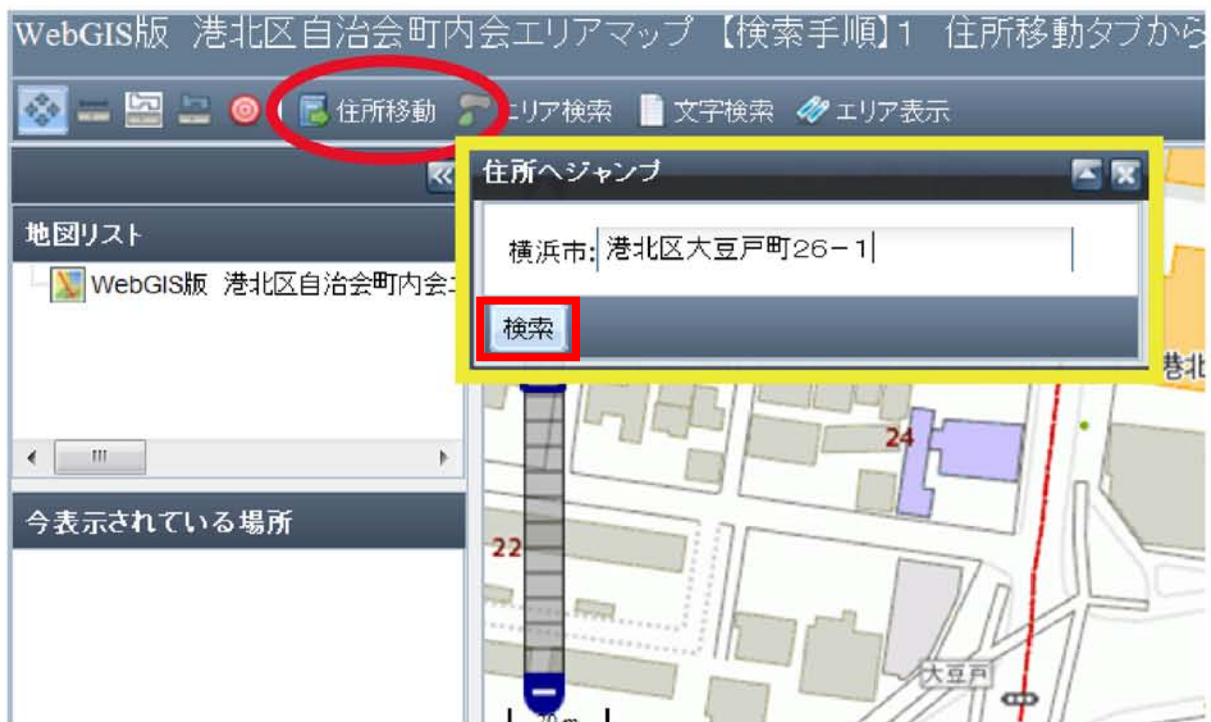 WebGIS版 港北区自治会町内会エリアマップ 【検索手順】1 住所移動タブから
住所移動 エリア検索 文字検索 エリア表示
住所へジャンプ
地図リスト
横浜市: 港北区大豆戸町26-1
WebGIS版 港北区自治会町内会エ
検索
港北
24
今表示されている場所
22
大豆戸
20 m